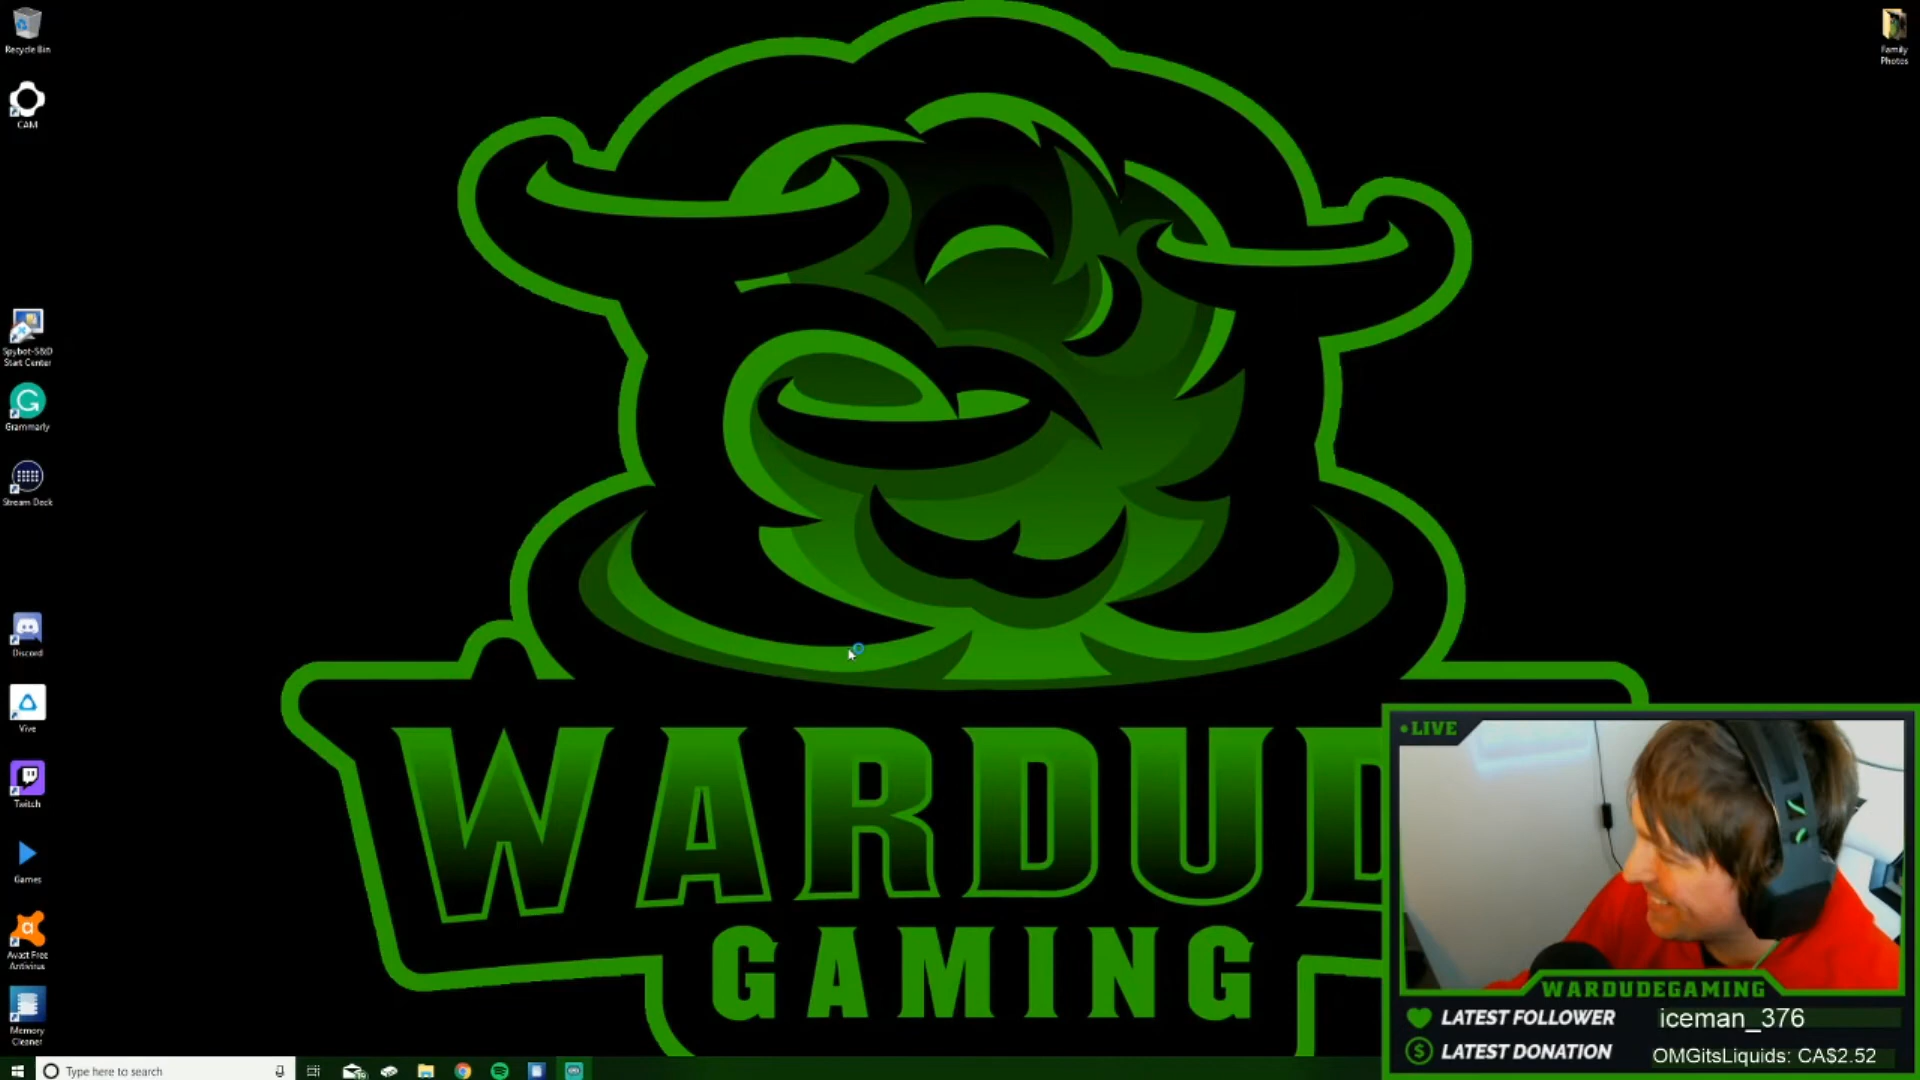 Recycle Bin
CAM
Spybot-S&D
Start Center
Grammarly
Stream Deck
Discord
Vive
Twitch
Games
Avast Free
Antivirus
Memory
Cleaner
Family
Photos
WARDUD
GAMING
LIVE
WARDUDEGAMING
LATEST FOLLOWER iceman_376
LATEST DONATION OMGitsLiquids: CA$2.52
Type here to search